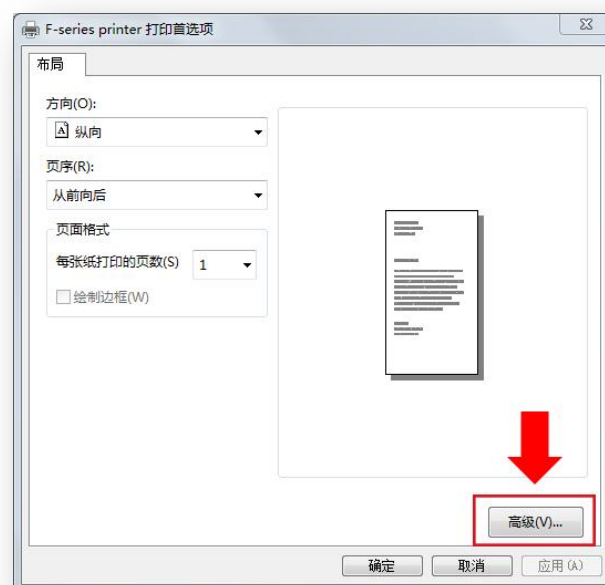 F-series printer 打印首选项
布局
方向(O):
纵向
页序(R):
从前向后
页面格式
每张纸打印的页数(S) 1
绘制边框(W)
高级(V)...
确定 取消 应用(A)